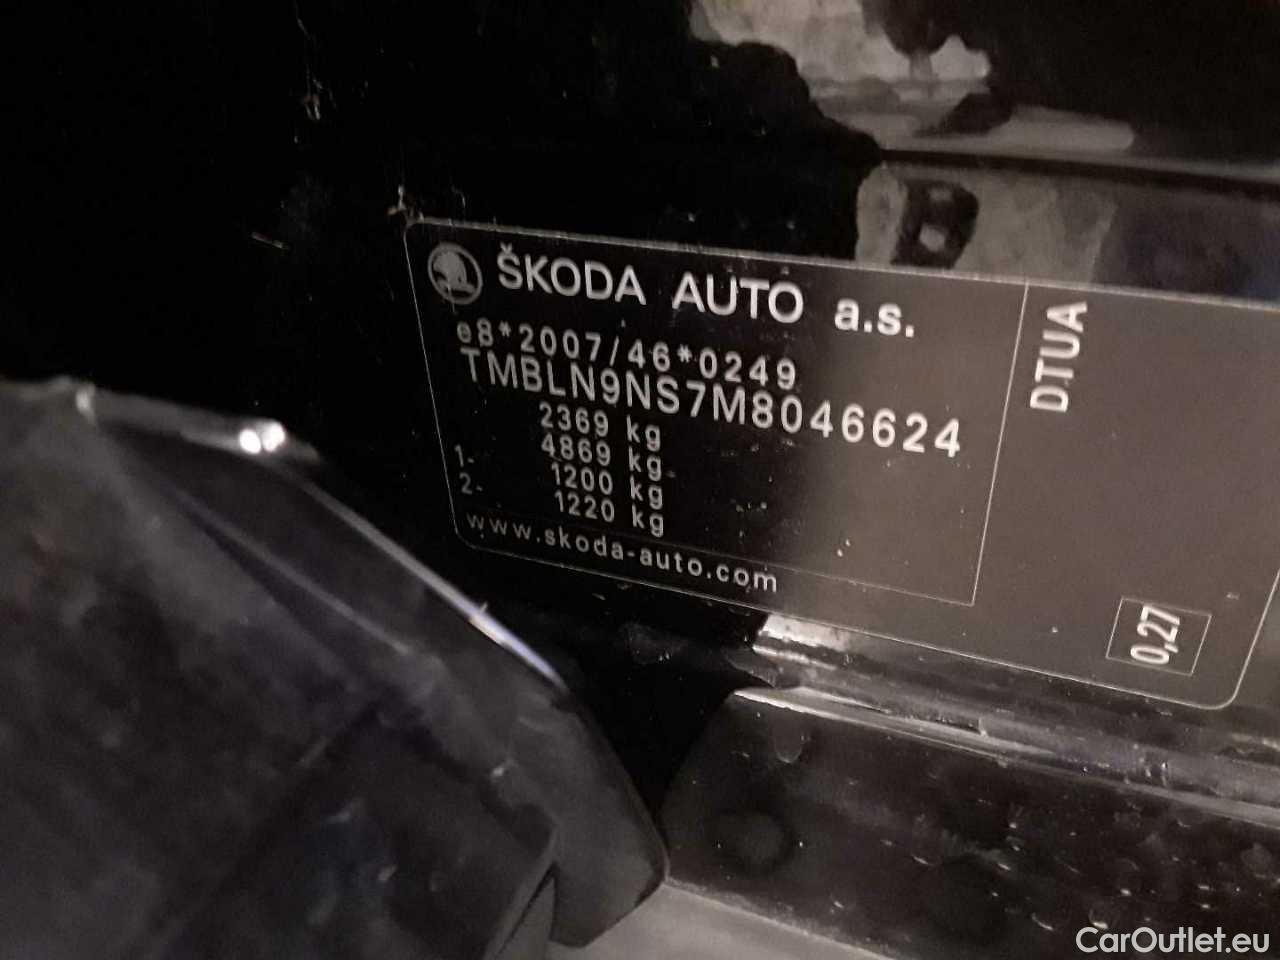 ŠKODA AUTO a.s.
e8*2007/46*0249
TMBLN9NS7M8046624
2369 kg
4869 kg
1- 1200 kg
2- 1220 kg
www.skoda-auto.com
DTUA
0,27
CarOutlet.eu